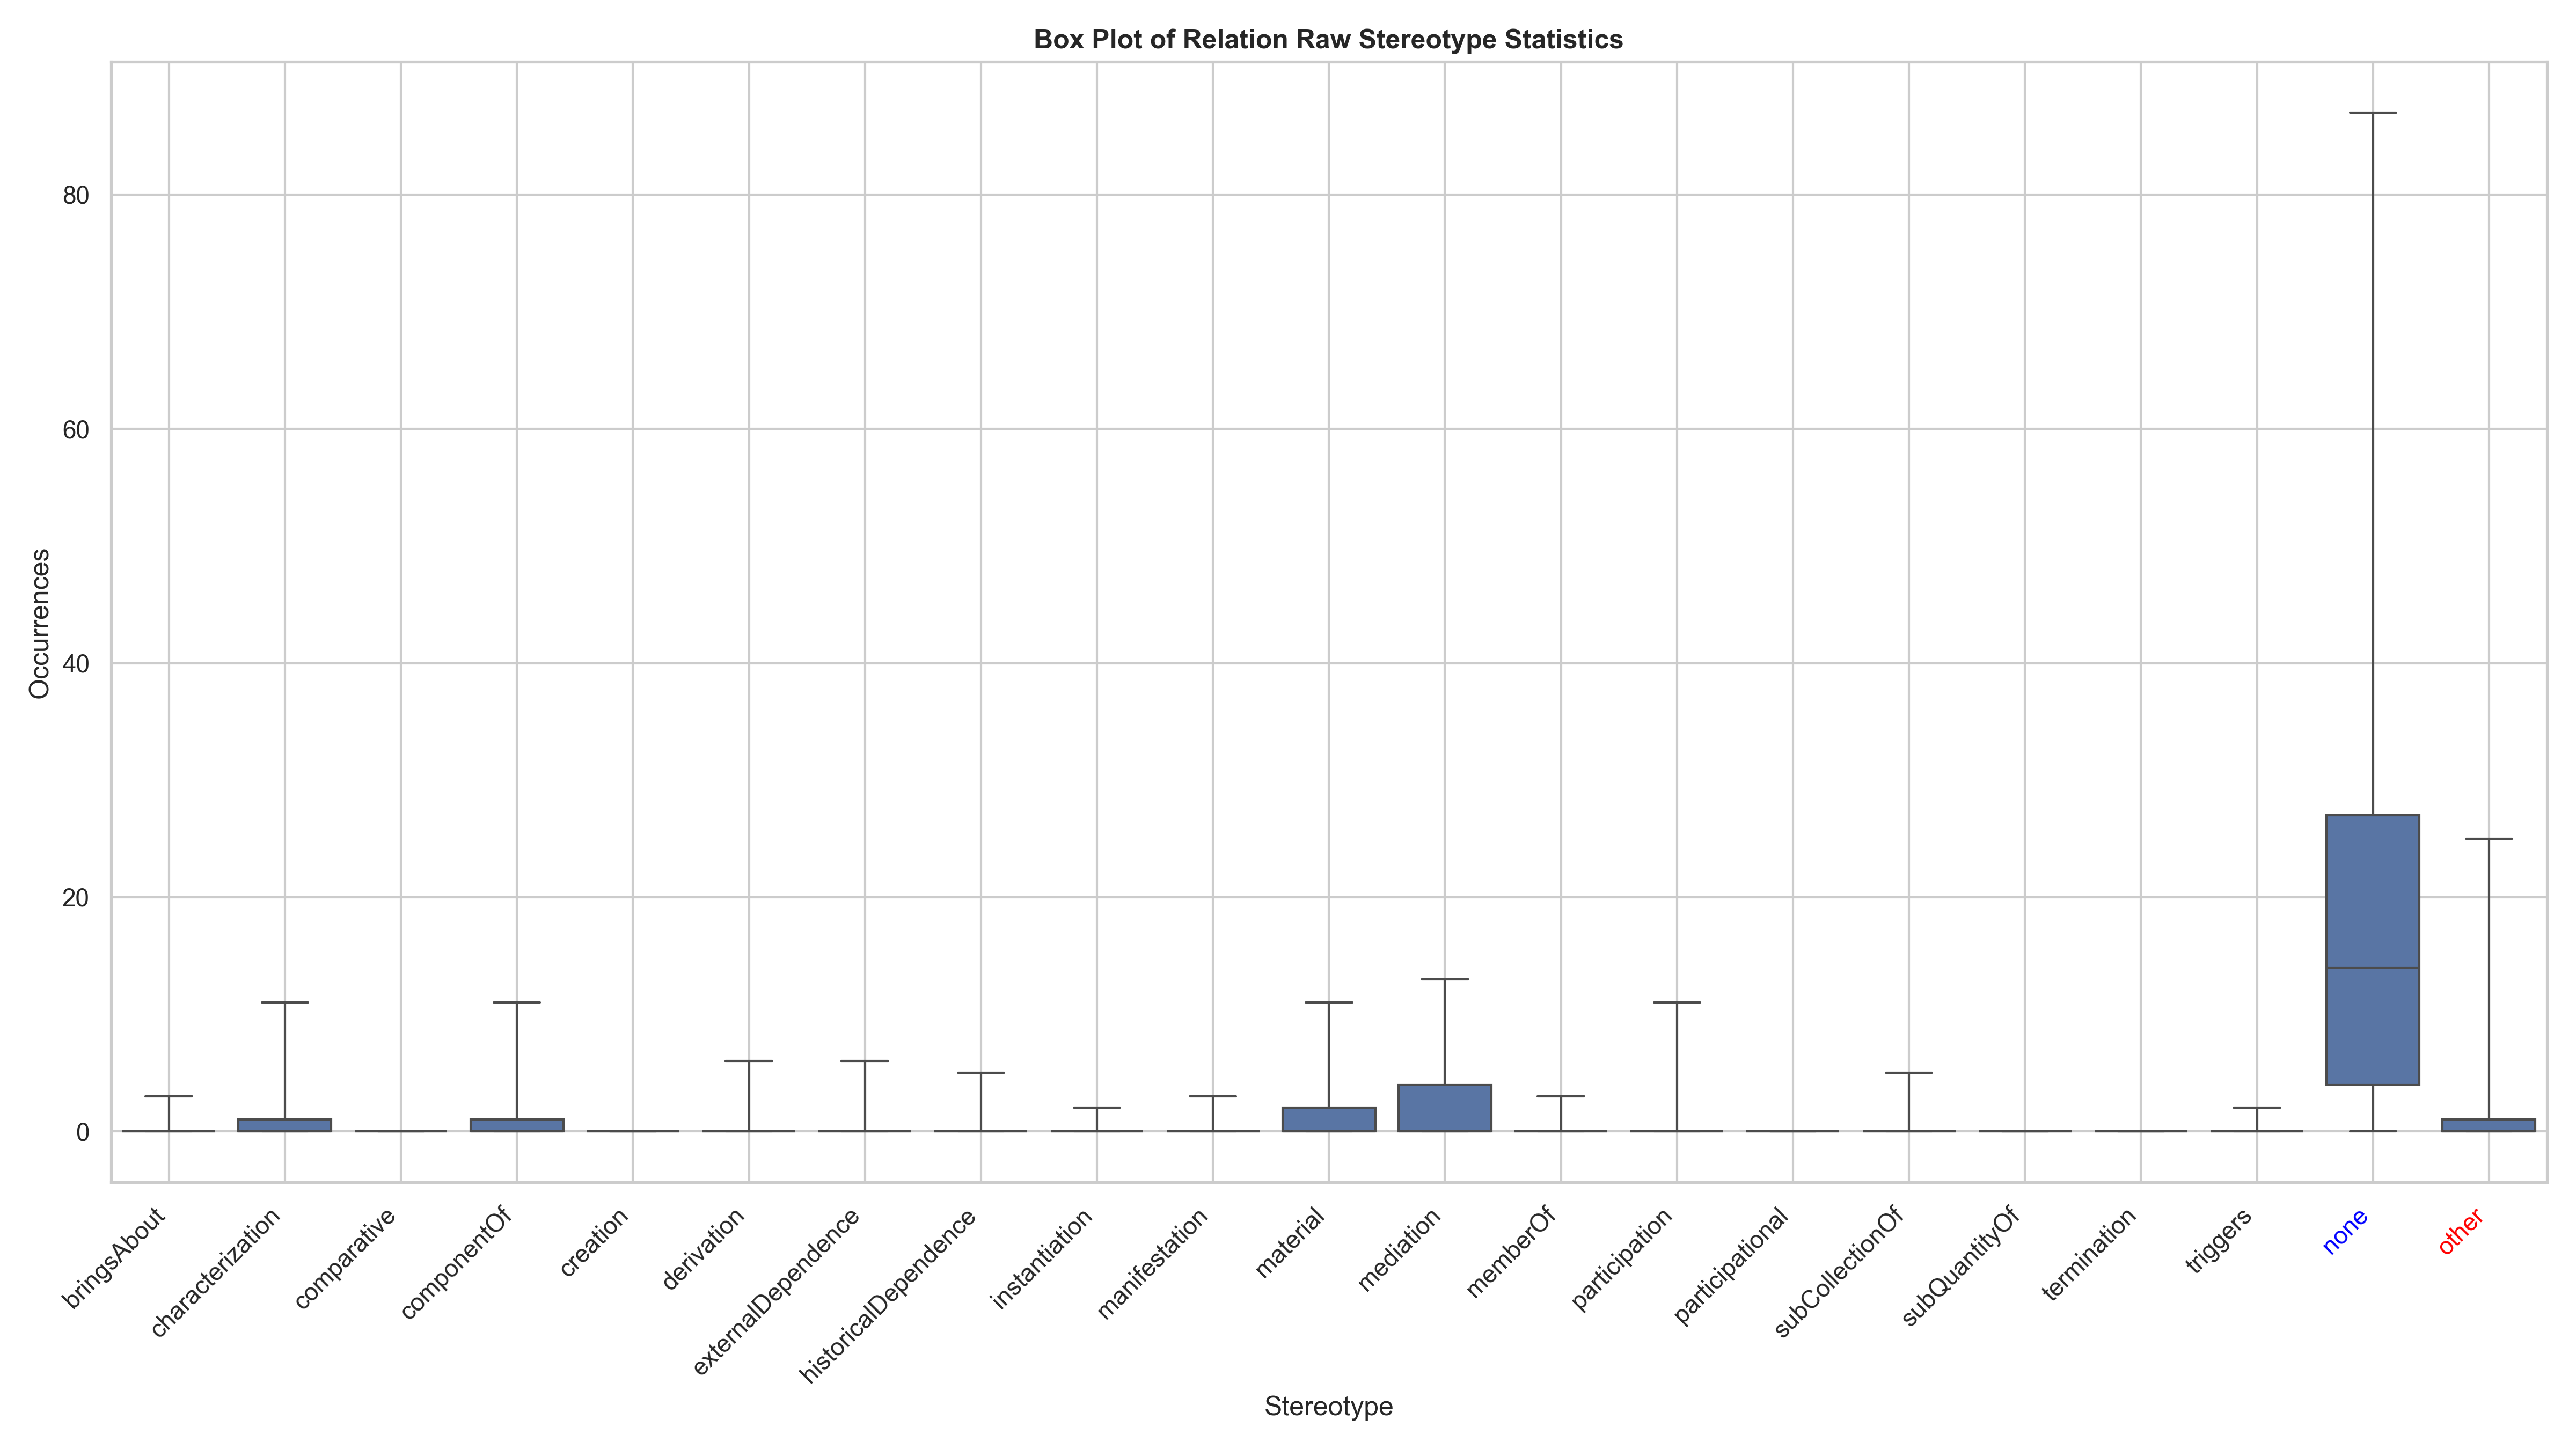 Box Plot of Relation Raw Stereotype Statistics
Occurrences
80
60
40
20
0
bringsAbout
characterization
comparative
componentOf
creation
derivation
externalDependence
historicalDependence
instantiation
manifestation
material
mediation
memberOf
participation
participational
subCollectionOf
subQuantityOf
termination
triggers
none
other
Stereotype